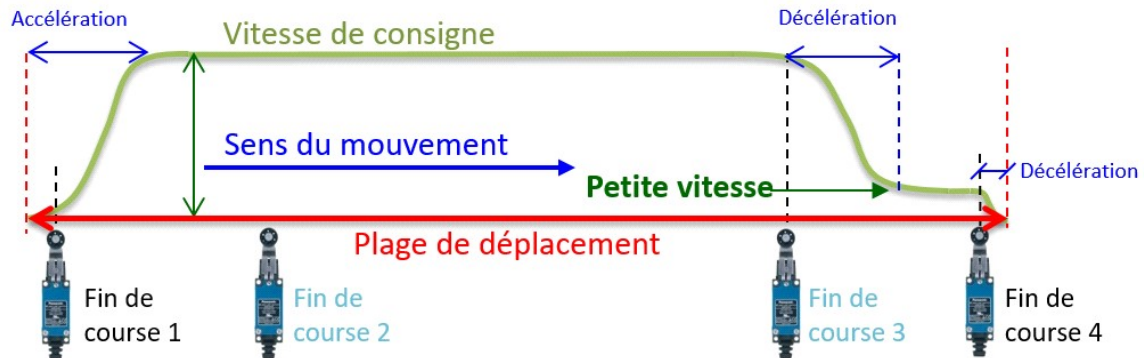 Accélération
Vitesse de consigne
Décélération
Sens du mouvement
Petite vitesse
Décélération
Plage de déplacement
Fin de
course 1
Fin de
course 2
Fin de
course 3
Fin de
course 4